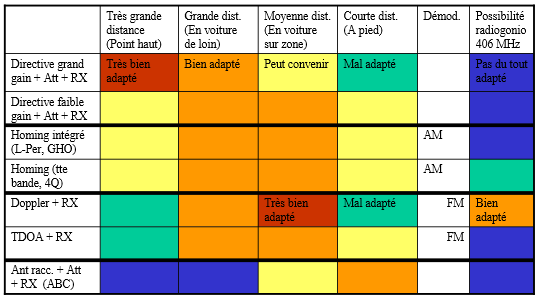 Très grande distance (Point haut)
Grande dist. (En voiture de loin)
Moyenne dist. (En voiture sur zone)
Courte dist. (A pied)
Démod.
Possibilité radiogonio 406 MHz
Directive grand gain + Att + RX
Très bien adapté
Bien adapté
Peut convenir
Mal adapté
Pas du tout adapté
Directive faible gain + Att + RX
Homing intégré (L-Per, GHO)
AM
Homing (tte bande, 4Q)
AM
Doppler + RX
Très bien adapté
Mal adapté
FM
Bien adapté
TDOA + RX
FM
Ant racc. + Att + RX (ABC)